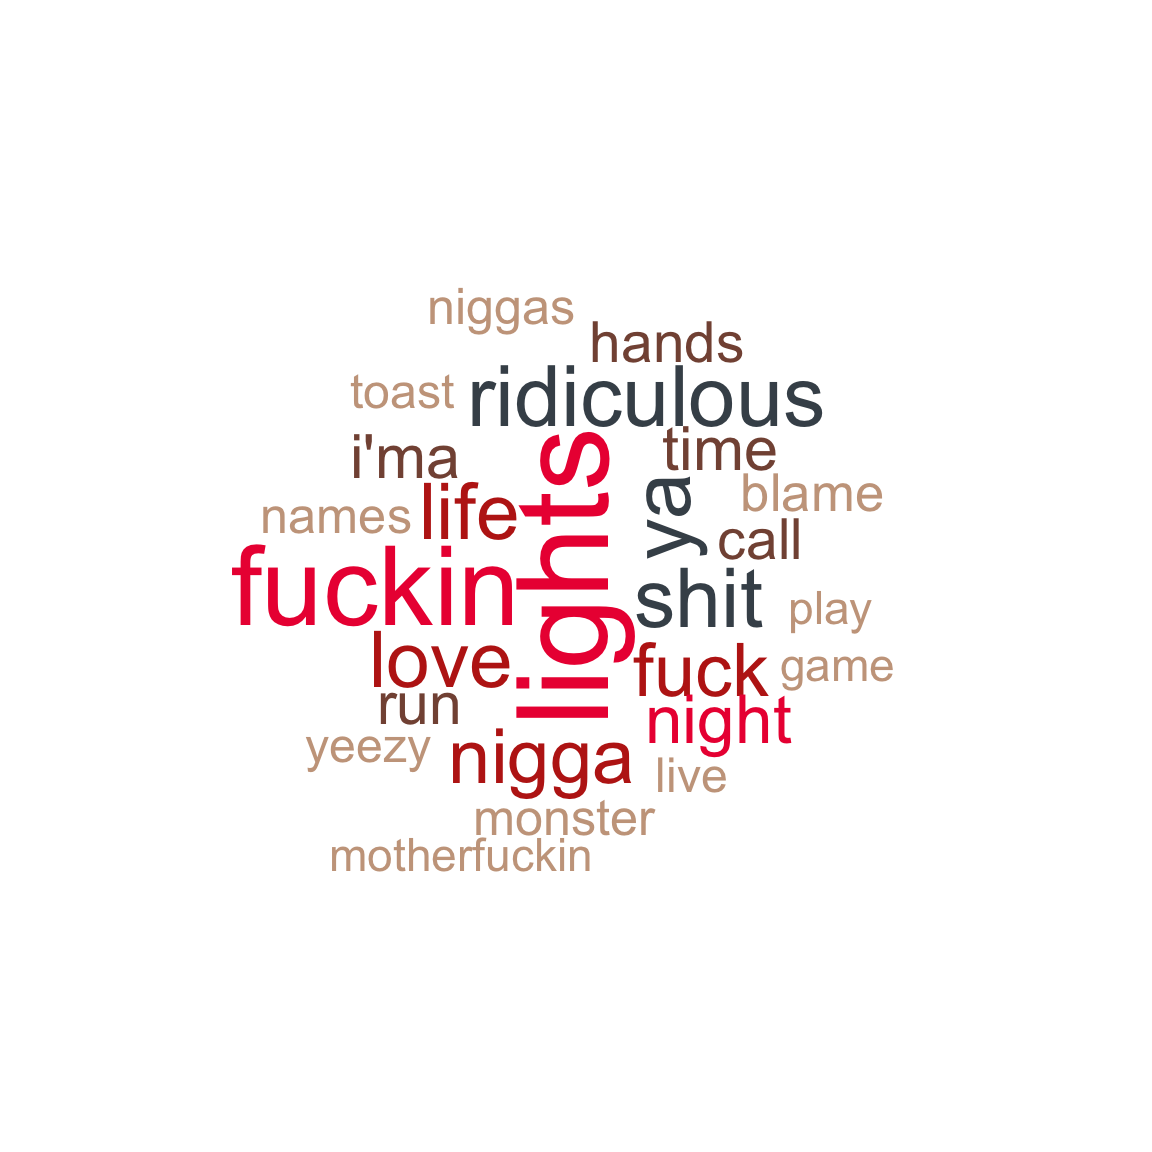 niggas
hands
toast
ridiculous
i'ma
time
life
lights
ya
blame
names
call
fuckin
shit
play
love
fuck
game
run
night
yeezy
nigga
live
monster
motherfuckin